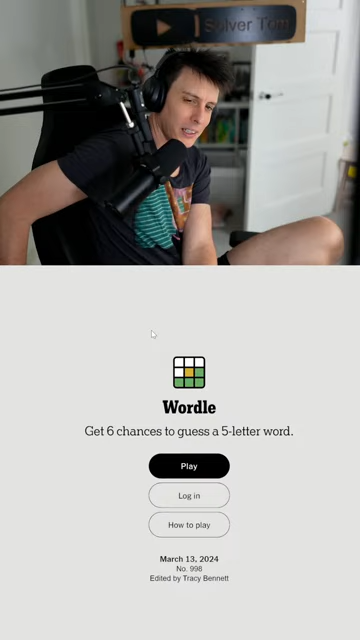 Solver Tom
Wordle
Get 6 chances to guess a 5-letter word.
Play
Log in
How to play
March 13, 2024
No. 998
Edited by Tracy Bennett